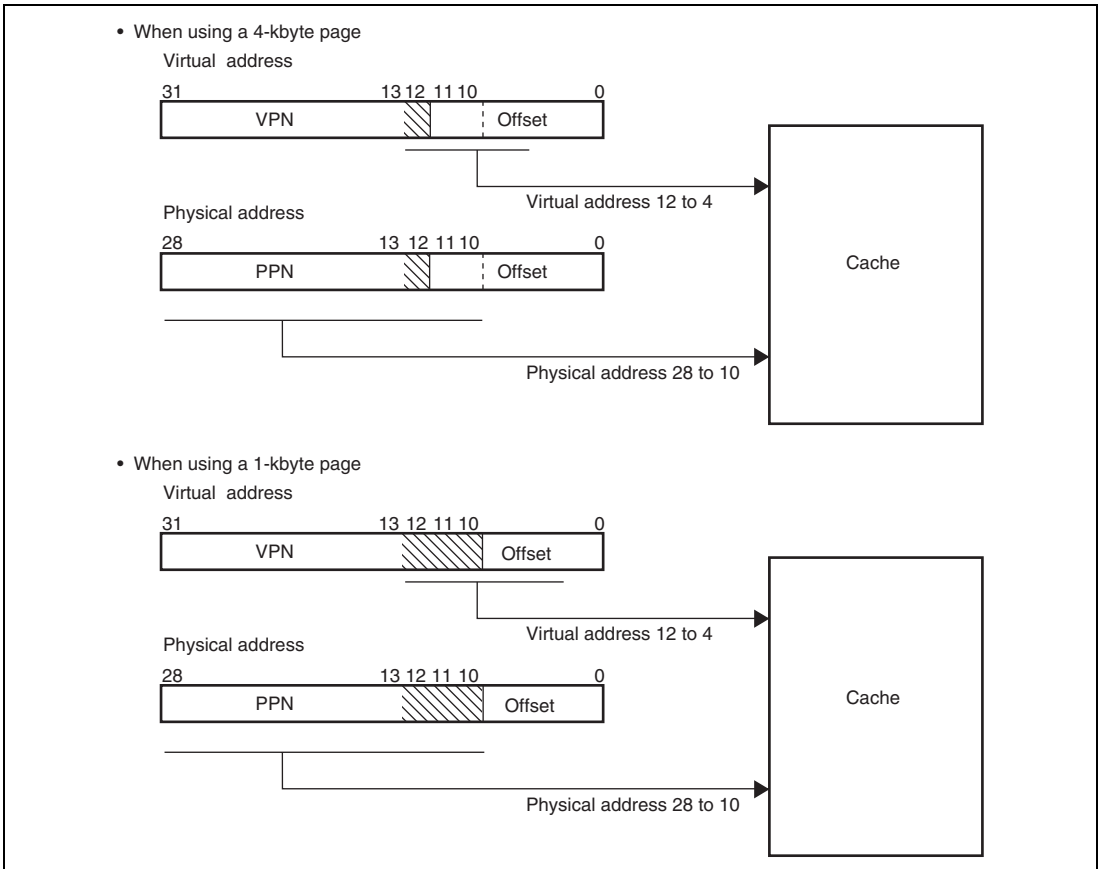 • When using a 4-kbyte page
Virtual address
31 13 12 11 10 0
VPN Offset
Virtual address 12 to 4
Physical address
28 13 12 11 10 0
PPN Offset
Cache
Physical address 28 to 10
• When using a 1-kbyte page
Virtual address
31 13 12 11 10 0
VPN Offset
Virtual address 12 to 4
Physical address
28 13 12 11 10 0
PPN Offset
Cache
Physical address 28 to 10